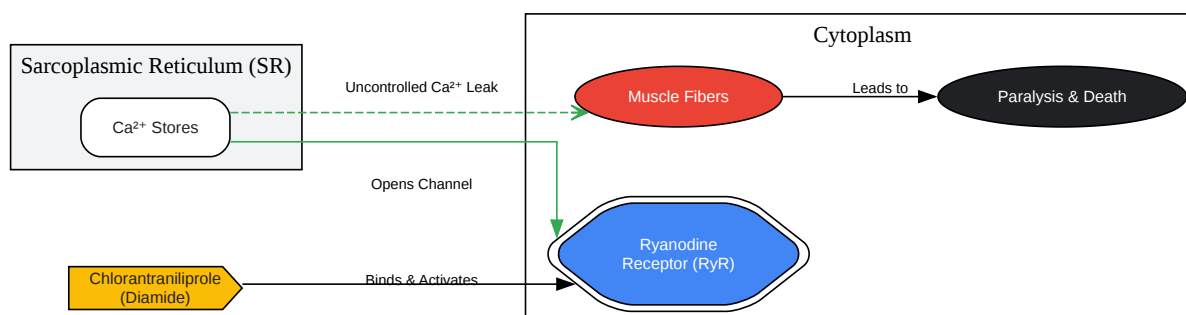 Cytoplasm
Sarcoplasmic Reticulum (SR)
Uncontrolled Ca²⁺ Leak
Muscle Fibers
Leads to
Paralysis & Death
Ca²⁺ Stores
Opens Channel
Ryanodine
Receptor (RyR)
Chlorantraniliprole
(Diamide)
Binds & Activates